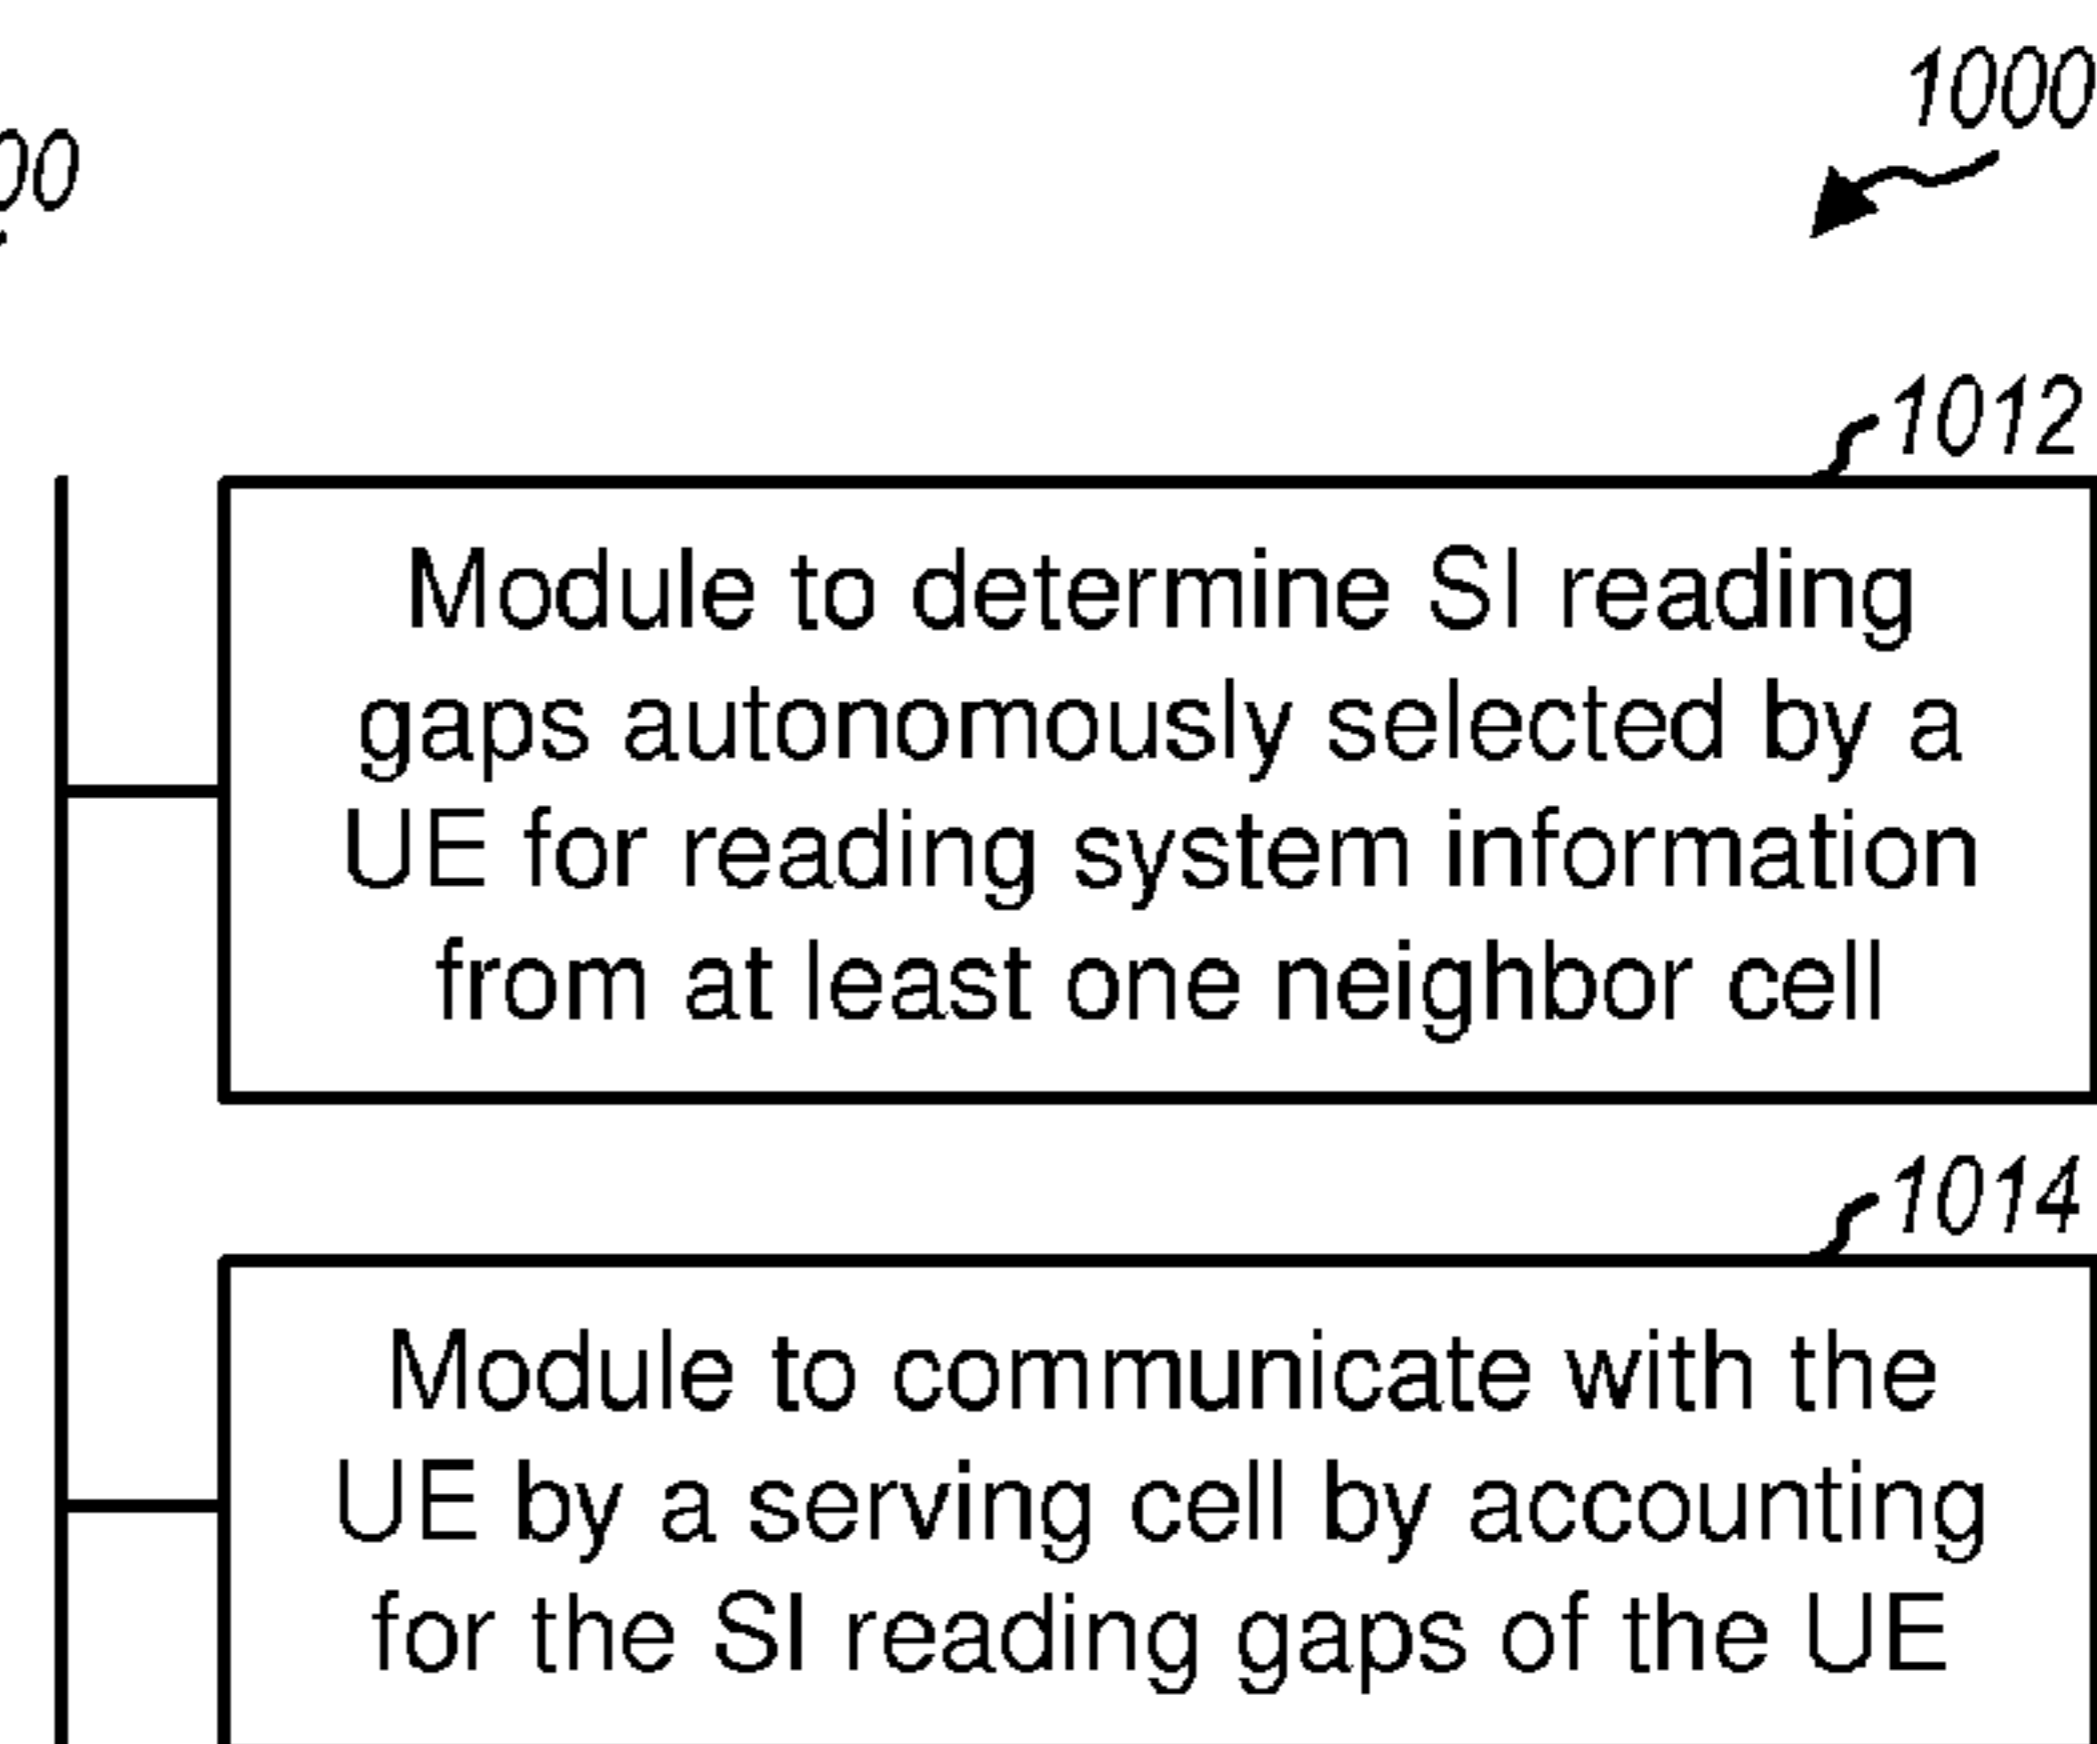 1000
00
1012
Module to determine SI reading
gaps autonomously selected by a
UE for reading system information
from at least one neighbor cell
1014
Module to communicate with the
UE by a serving cell by accounting
for the SI reading gaps of the UE